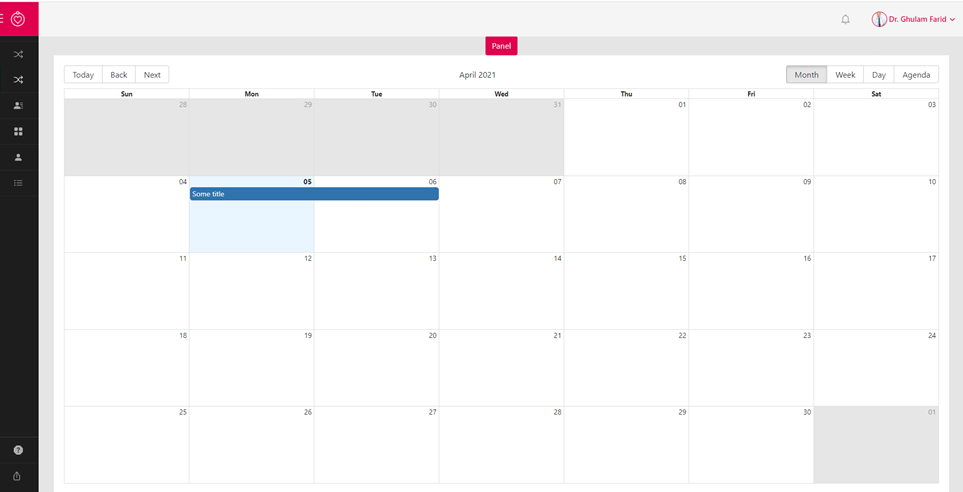 Dr. Ghulam Farid
Panel
Today Back Next April 2021 Month Week Day Agenda
Sun Mon Tue Wed Thu Fri Sat
28 29 30 31 01 02 03
04 05 06 07 08 09 10
Some title
11 12 13 14 15 16 17
18 19 20 21 22 23 24
25 26 27 28 29 30 01